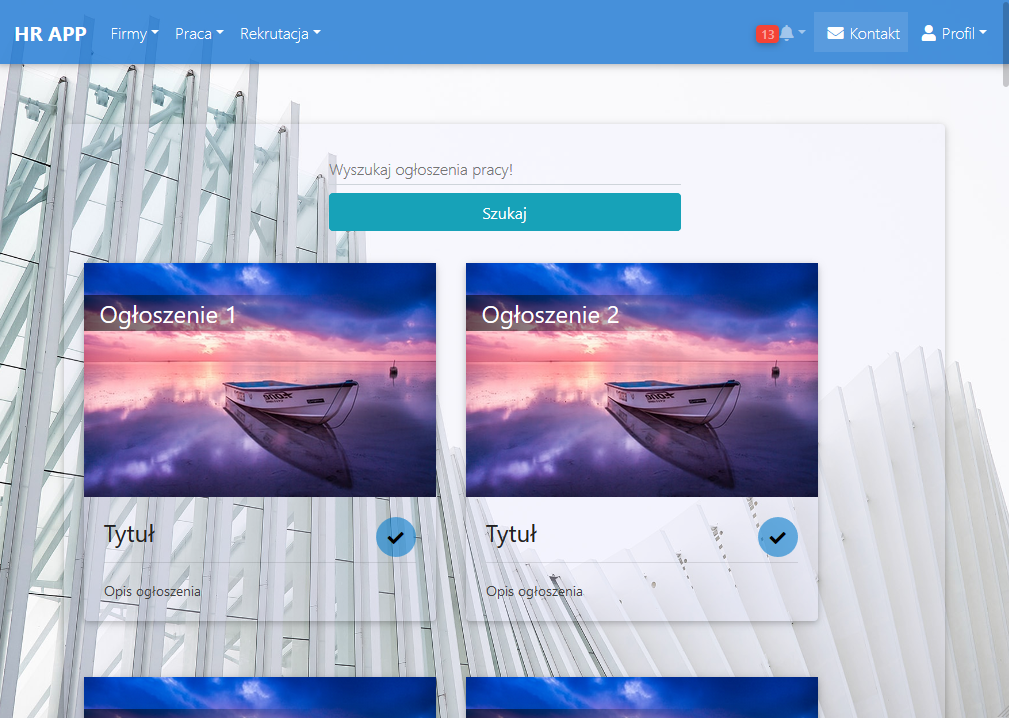 HR APP Firmy Praca Rekrutacja 13 Kontakt Profil
Wyszukaj ogłoszenia pracy!
Szukaj
Ogłoszenie 1
Ogłoszenie 2
Tytuł
Tytuł
Opis ogłoszenia
Opis ogłoszenia